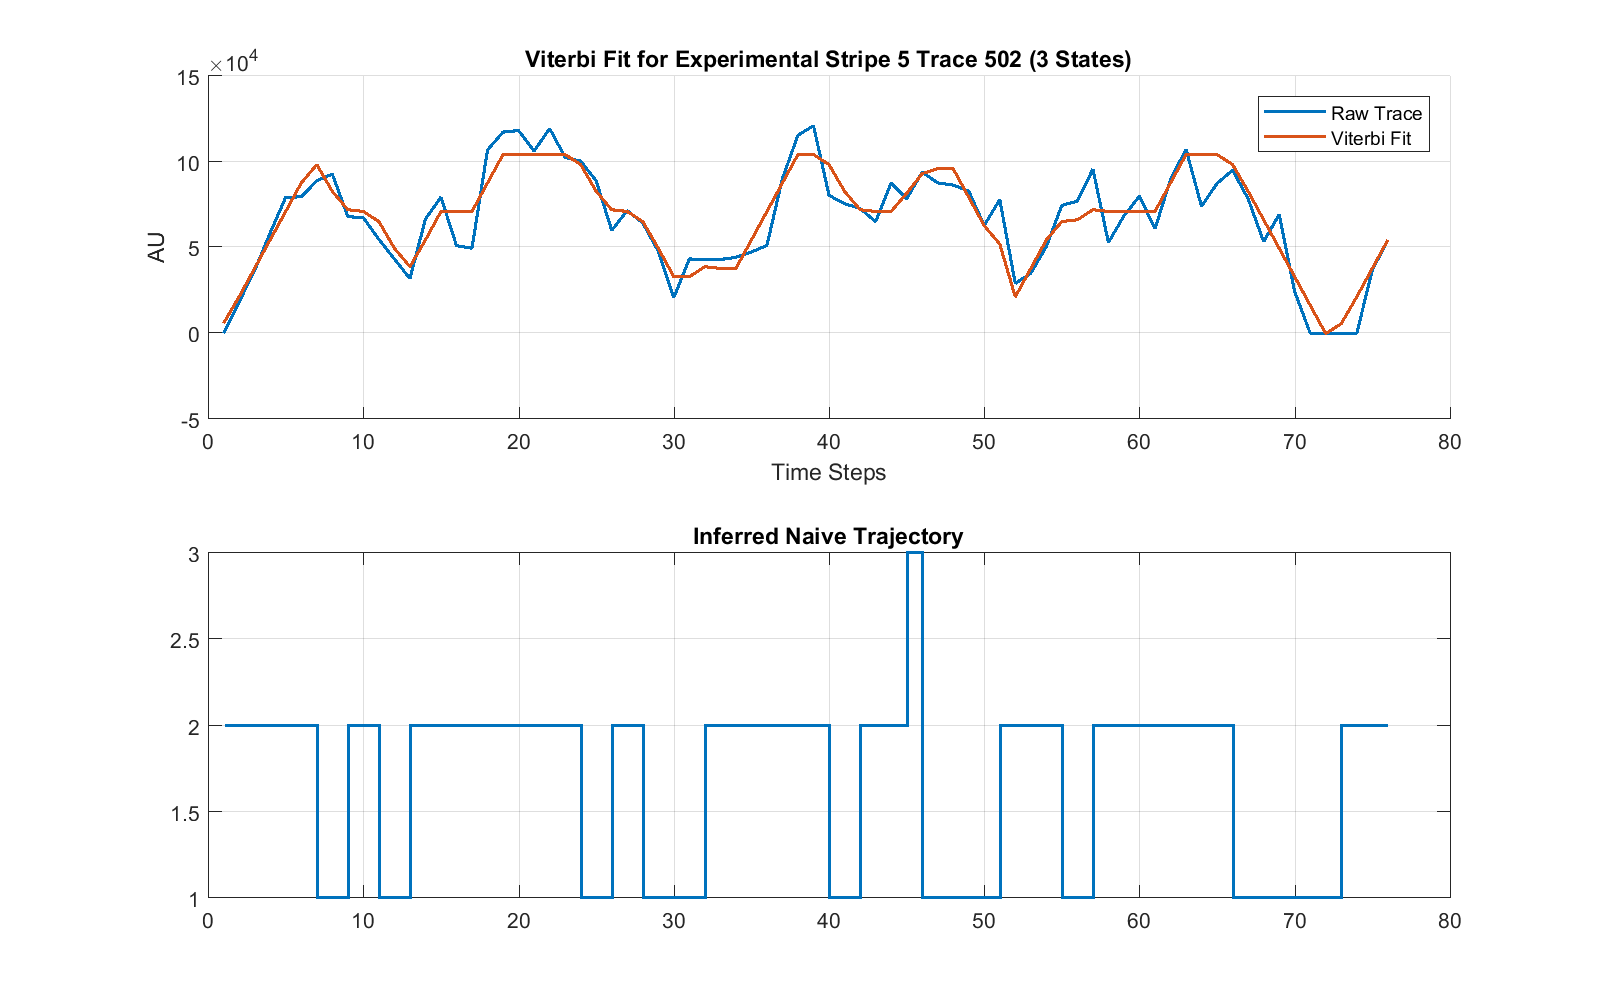 Viterbi Fit for Experimental Stripe 5 Trace 502 (3 States)
×10⁴
15
10
5
0
-5
AU
Raw Trace
Viterbi Fit
0 10 20 30 40 50 60 70 80
Time Steps
Inferred Naive Trajectory
3
2.5
2
1.5
1
0 10 20 30 40 50 60 70 80